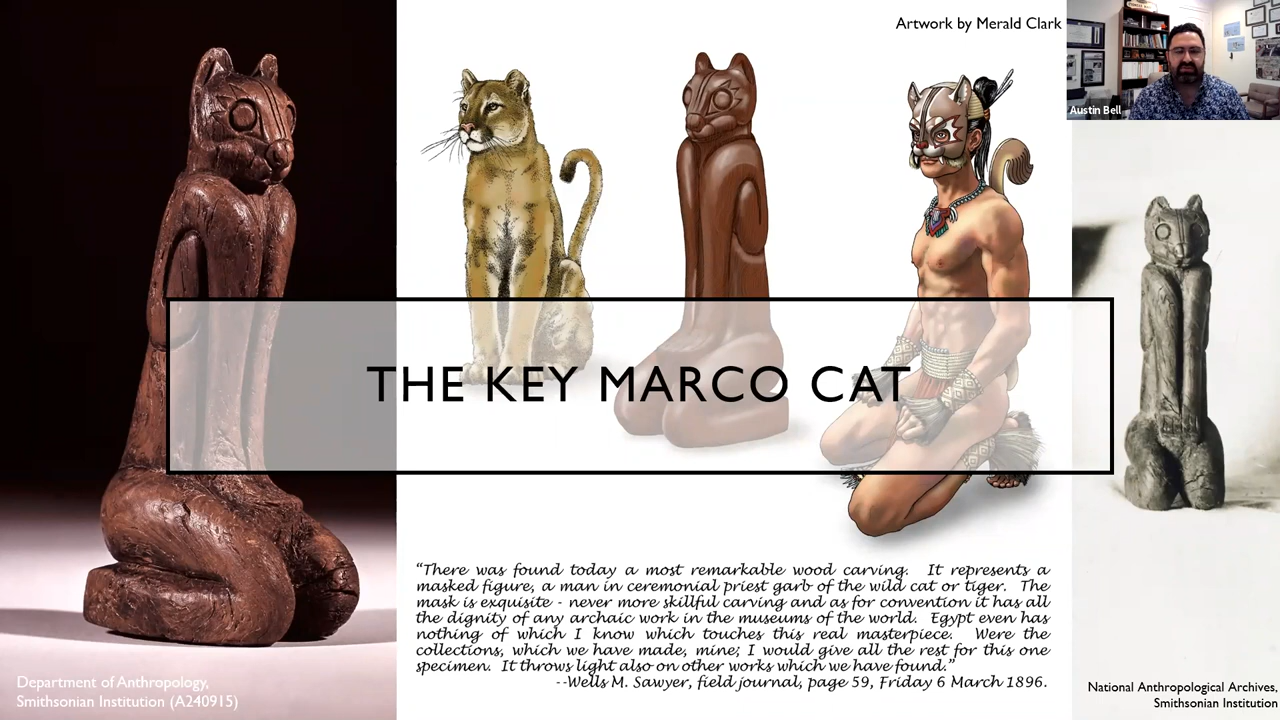 Artwork by Merald Clark
Austin Bell
THE KEY MARCO CAT
“There was found today a most remarkable wood carving. It represents a
masked figure, a man in ceremonial priest garb of the wild cat or tiger. The
mask is exquisite - never more skillful carving and as for convention it has all
the dignity of any archaic work in the museums of the world. Egypt even has
nothing of which I know which touches this real masterpiece. Were the
collections, which we have made, mine; I would give all the rest for this one
specimen. It throws light also on other works which we have found.”
--Wells M. Sawyer, field journal, page 59, Friday 6 March 1896.
Department of Anthropology,
Smithsonian Institution (A240915)
National Anthropological Archives,
Smithsonian Institution